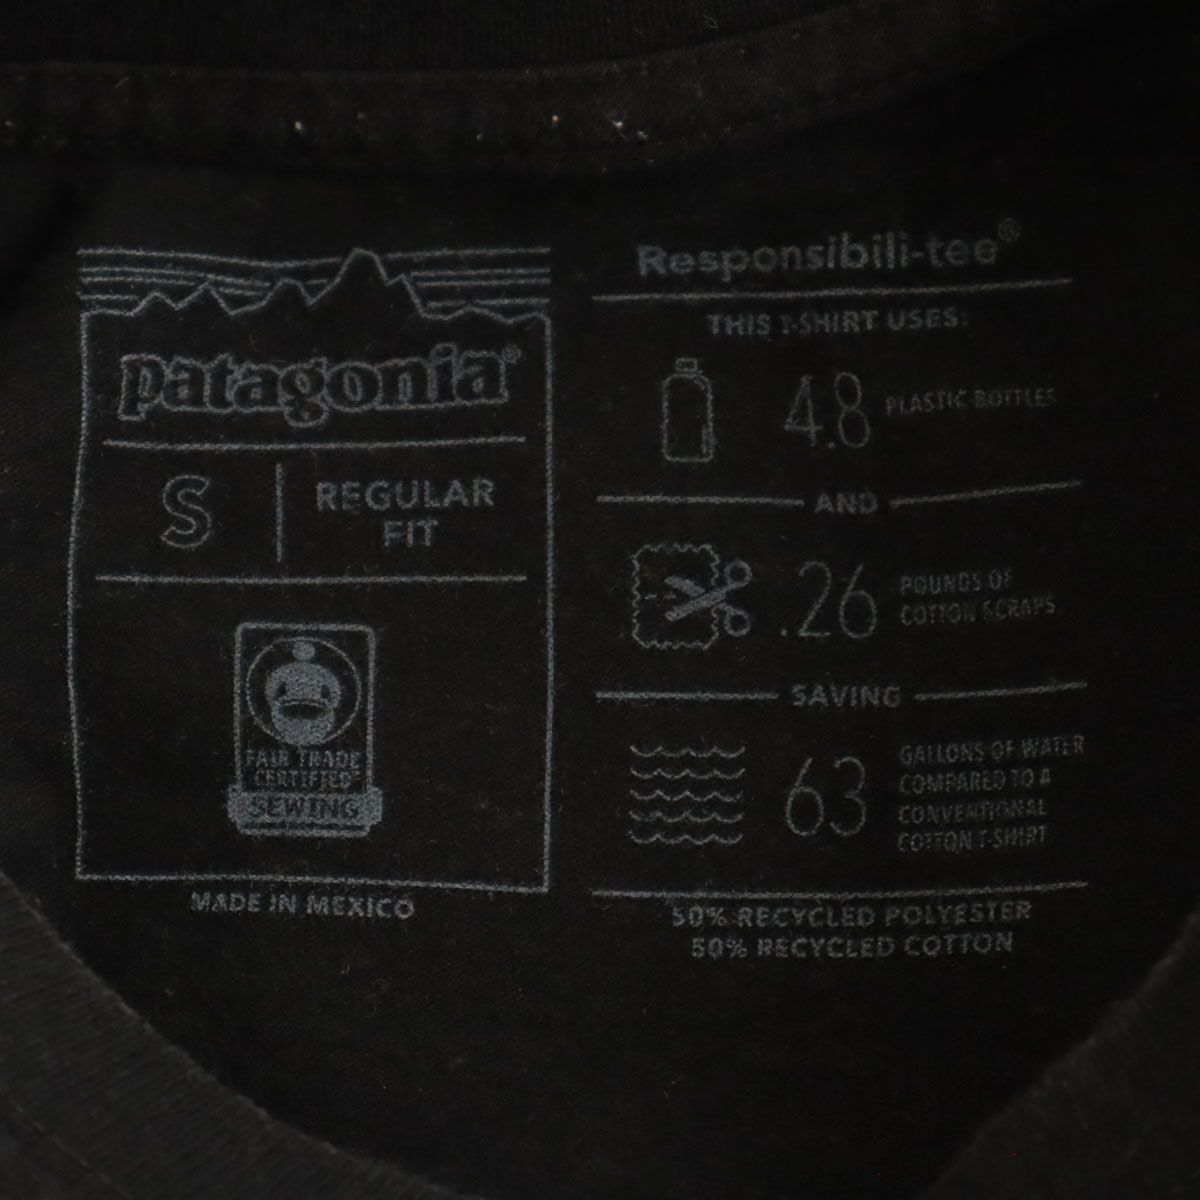 patagonia®
S
REGULAR
FIT
FAIR TRADE
CERTIFIED
SEWING
MADE IN MEXICO
Responsibili-tee®
THIS T-SHIRT USES:
4.8 PLASTIC BOTTLES
AND
.26 POUNDS OF
COTTON SCRAPS
SAVING
63 GALLONS OF WATER
COMPARED TO A
CONVENTIONAL
COTTON T-SHIRT
50% RECYCLED POLYESTER
50% RECYCLED COTTON